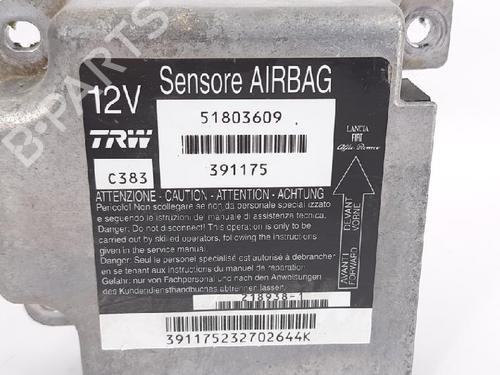 Sensore AIRBAG
12V
51803609
TRW
391175
C383
LANCIA
FIAT
Alfa Romeo
ATTENZIONE - CAUTION - ATTENTION - ACHTUNG
Pericolo! Non scollegare se non da personale specializzato
e seguendo le istruzioni del manuale di assistenza tecnica.
Danger: Do not disconnect! This operation is only to be
carried out by skilled operators, following the instructions
given in the service manual.
Danger: Seul le personel spécialisé est autorisé à debrancher
en se tenant aux instructions du manuel de réparation.
Gefahr: nur von Fachpersonal und nach den Anweisungen
des Kundendiensthandbuches abtrennen lassen.
AVANTI DEVANT
FORWARD VORNE
218938-1
391175232702644K
B-PARTS